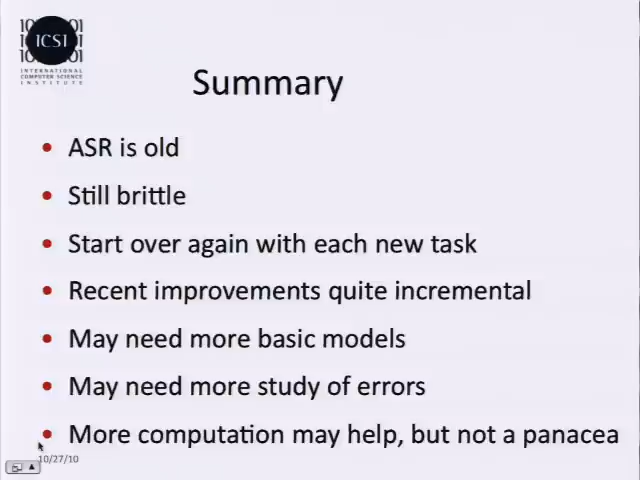 ICSI
INTERNATIONAL
COMPUTER SCIENCE
INSTITUTE
Summary
• ASR is old
• Still brittle
• Start over again with each new task
• Recent improvements quite incremental
• May need more basic models
• May need more study of errors
• More computation may help, but not a panacea
10/27/10